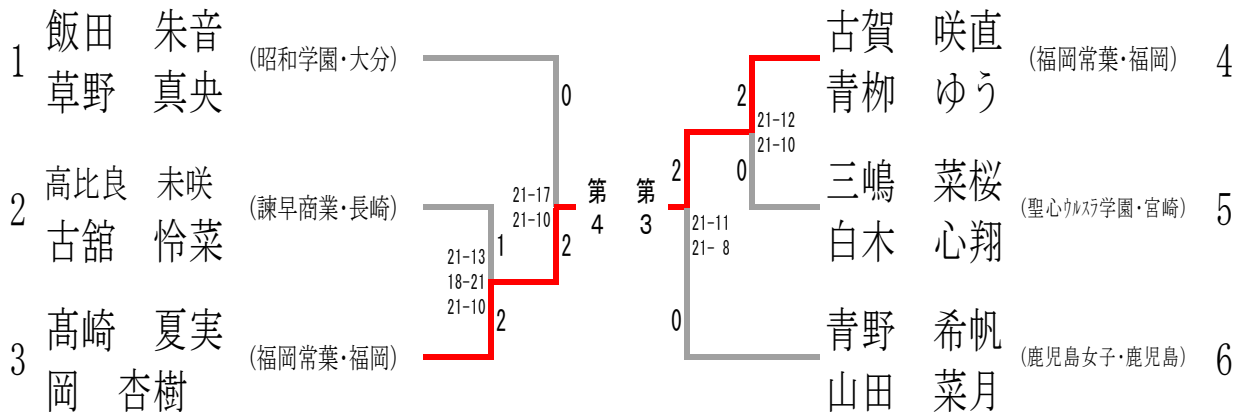 1
飯田 朱音
草野 真央
(昭和学園・大分)
0
2
高比良 未咲
古舘 怜菜
(諫早商業・長崎)
21-17
21-10
第
4
2
1
21-13
18-21
21-10
3
髙崎 夏実
岡 杏樹
(福岡常葉・福岡)
2
古賀 咲直
青栁 ゆう
(福岡常葉・福岡)
4
2
21-12
21-10
0
三嶋 菜桜
白木 心翔
(聖心ウルスラ学園・宮崎)
5
第
3
2
21-11
21- 8
0
青野 希帆
山田 菜月
(鹿児島女子・鹿児島)
6